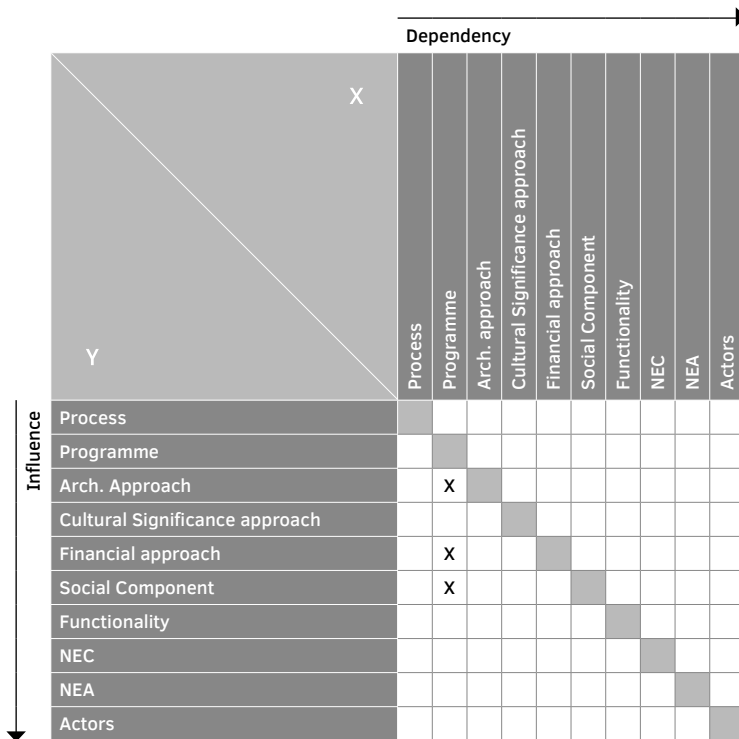 Dependency
X
Y
Process
Programme
Arch. approach
Cultural Significance approach
Financial approach
Social Component
Functionality
NEC
NEA
Actors
Influence
Process
Programme
Arch. Approach X
Cultural Significance approach
Financial approach X
Social Component X
Functionality
NEC
NEA
Actors